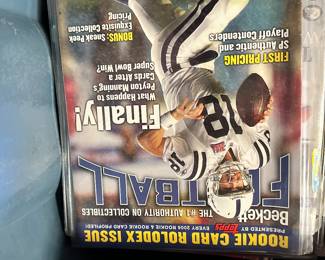 ROOKIE CARD ROLODEX ISSUE
PRESENTED BY Topps EVERY 2006 ROOKIE & ROOKIE CARD PROFILED!
Beckett
THE #1 AUTHORITY ON COLLECTIBLES
FOOTBALL
18
18
Finally!
What Happens to
Peyton Manning's
Cards After a
Super Bowl Win?
FIRST PRICING
SP Authentic and
Playoff Contenders
BONUS: Sneak Peek
Exquisite Collection
Pricing